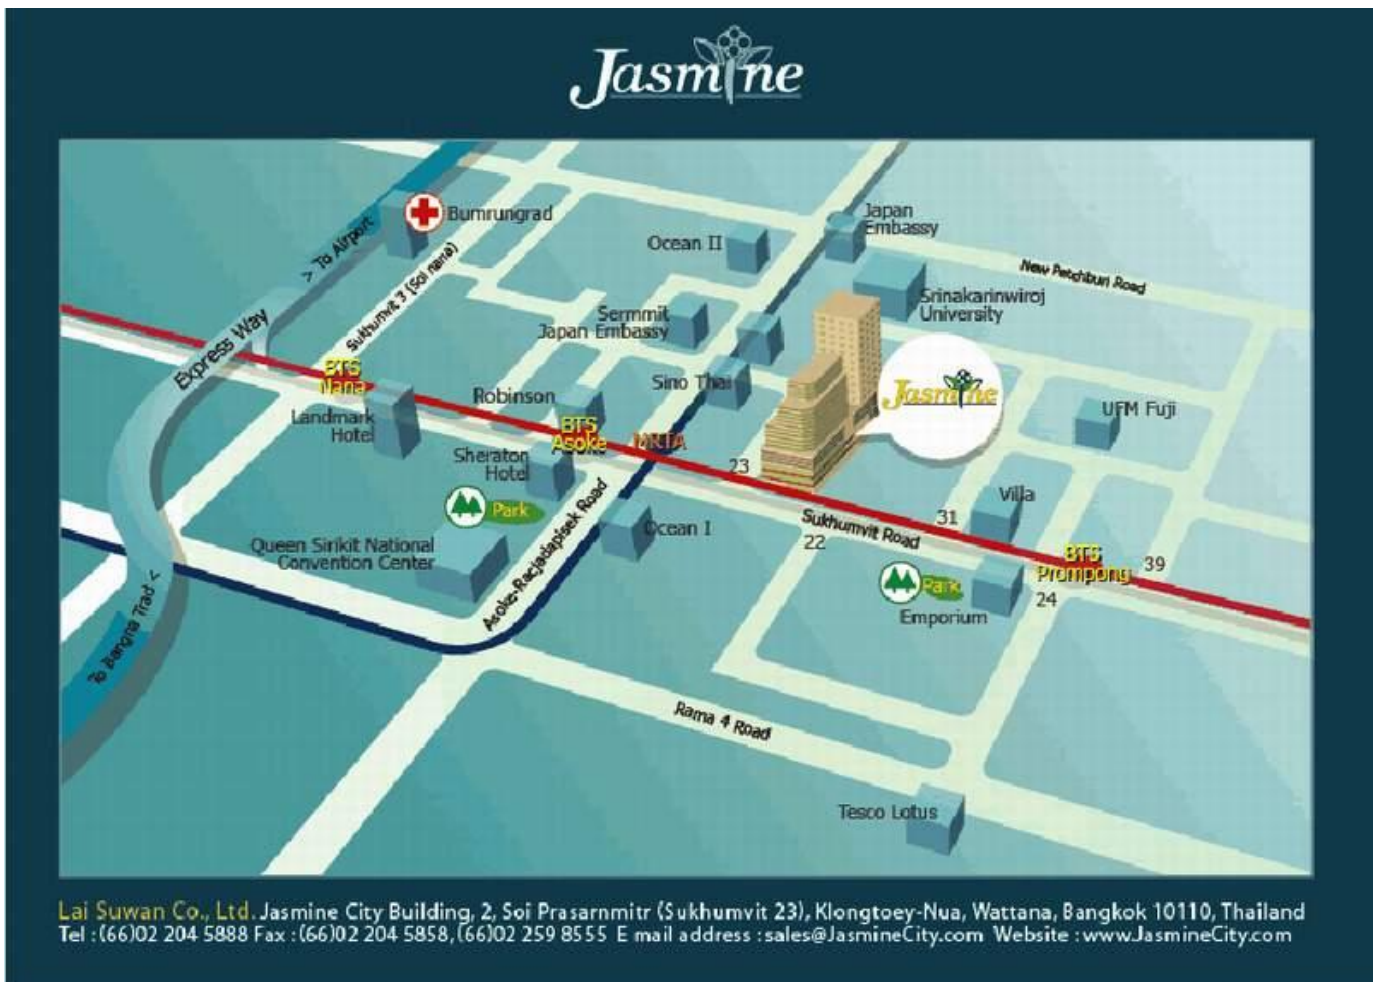 Jasmine
Bumrungrad
> To Airport
Sukhumvit 3 (Soi nana)
Ocean II
Japan
Embassy
New Petchburi Road
Srinakarinwiroj
University
Sermmit
Japan Embassy
Express Way
BTS
Nana
Landmark
Hotel
Robinson
Sino Thai
Jasmine
UFM Fuji
BTS
Asoke
MRTA
Sheraton
Hotel
23
Park
Villa
Asoke-Racjadapisek Road
Ocean I
31
Sukhumvit Road
22
Queen Sirikit National
Convention Center
BTS
Prompong
39
Park
24
Emporium
To Bangna Trad <
Rama 4 Road
Tesco Lotus
Lai Suwan Co., Ltd. Jasmine City Building, 2, Soi Prasarnmitr (Sukhumvit 23), Klongtoey-Nua, Wattana, Bangkok 10110, Thailand
Tel :(66)02 204 5888 Fax :(66)02 204 5858,(66)02 259 8555 E mail address :sales@JasmineCity.com Website :www.JasmineCity.com